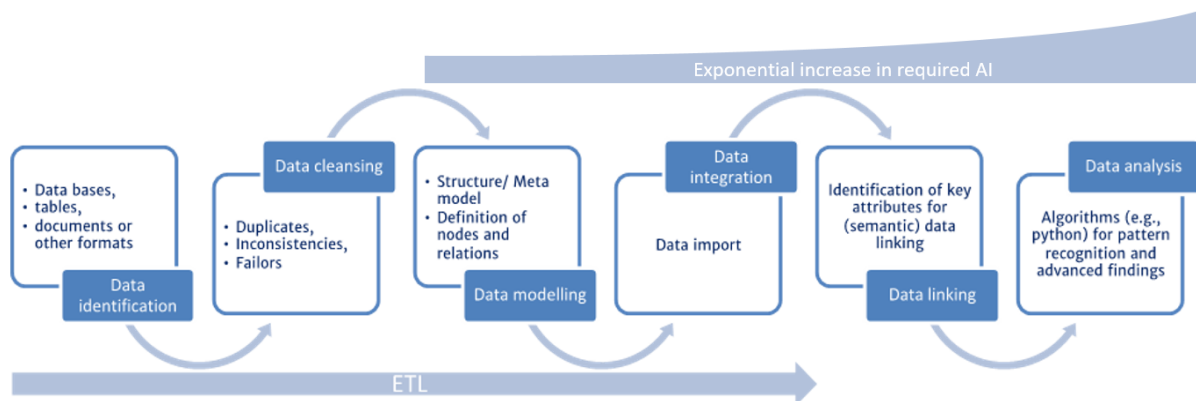 Exponential increase in required AI
• Data bases,
• tables,
• documents or
other formats
Data
identification
Data cleansing
• Duplicates,
• Inconsistencies,
• Failors
• Structure/ Meta
model
• Definition of
nodes and
relations
Data modelling
Data
integration
Data import
Identification of key
attributes for
(semantic) data
linking
Data linking
Data analysis
Algorithms (e.g.,
python) for pattern
recognition and
advanced findings
ETL